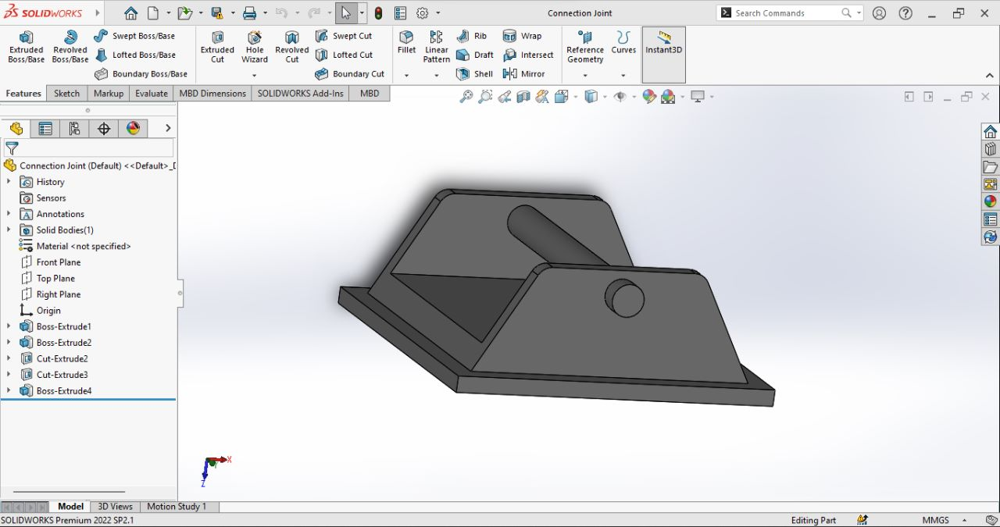 SOLIDWORKS
Connection Joint
Search Commands
Extruded Boss/Base
Revolved Boss/Base
Swept Boss/Base
Lofted Boss/Base
Boundary Boss/Base
Extruded Cut
Hole Wizard
Revolved Cut
Swept Cut
Lofted Cut
Boundary Cut
Fillet
Linear Pattern
Rib
Draft
Shell
Wrap
Intersect
Mirror
Reference Geometry
Curves
Instant3D
Features
Sketch
Markup
Evaluate
MBD Dimensions
SOLIDWORKS Add-Ins
MBD
Connection Joint (Default) <<Default>_D
History
Sensors
A Annotations
Solid Bodies(1)
Material <not specified>
Front Plane
Top Plane
Right Plane
Origin
Boss-Extrude1
Boss-Extrude2
Cut-Extrude2
Cut-Extrude3
Boss-Extrude4
X
Z
Model
3D Views
Motion Study 1
SOLIDWORKS Premium 2022 SP2.1
Editing Part
MMGS